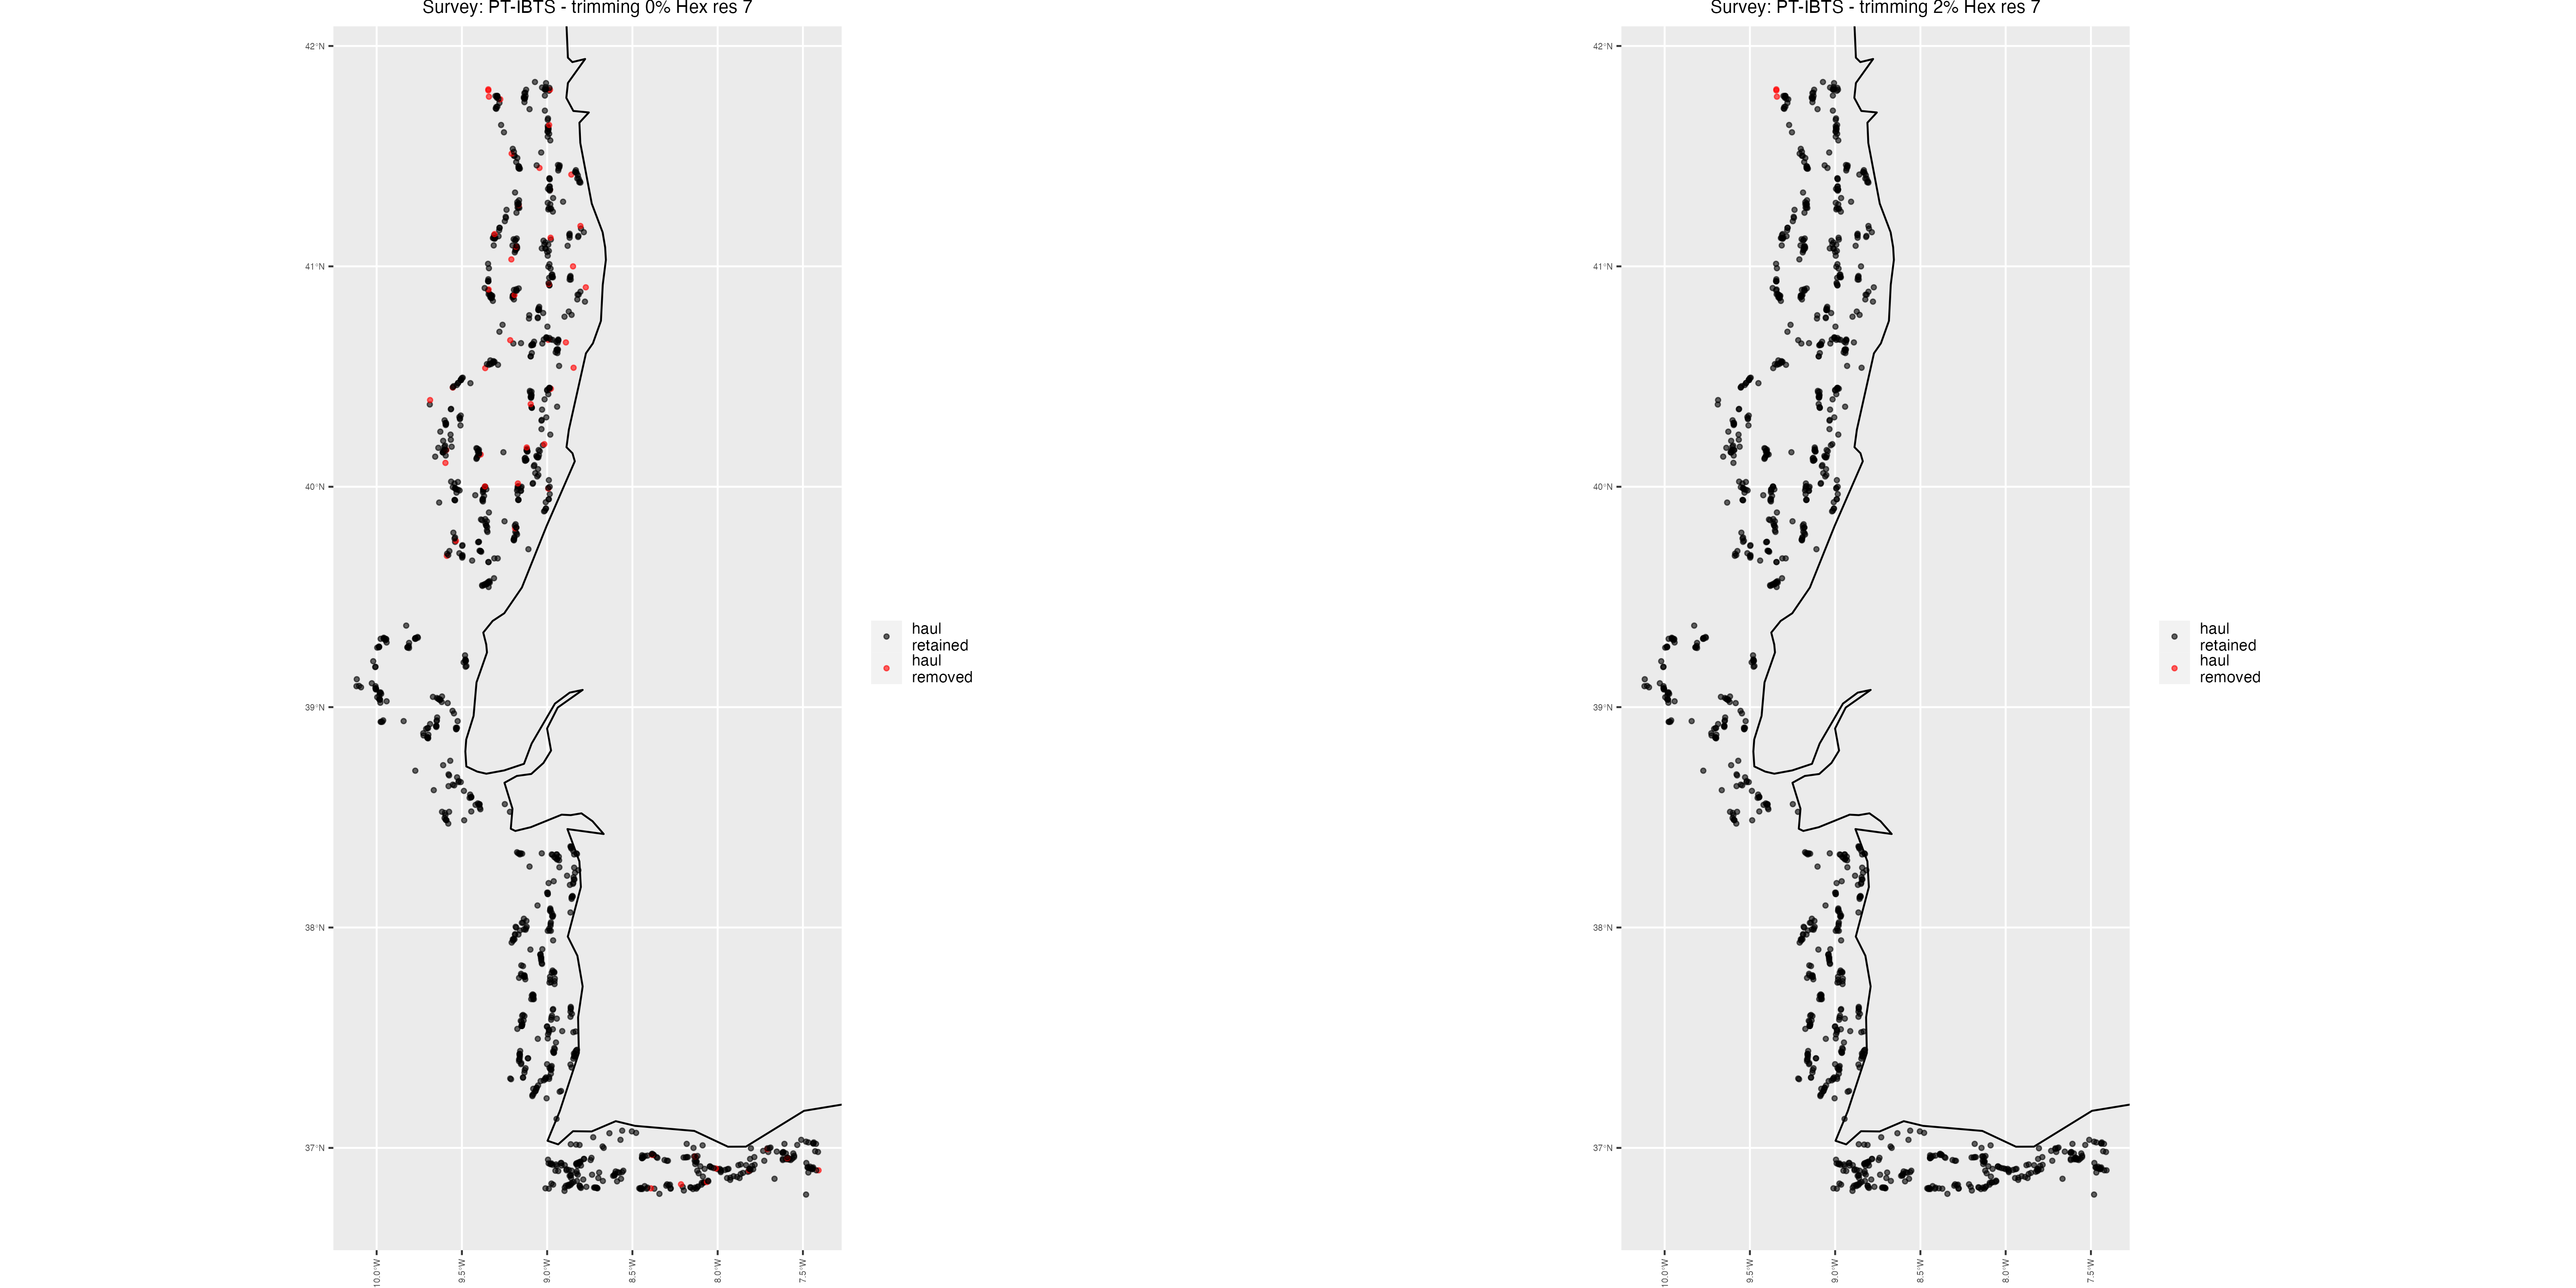 Survey: PT-IBTS - trimming 0% Hex res 7
42°N
41°N
40°N
39°N
38°N
37°N
10.0°W
9.5°W
9.0°W
8.5°W
8.0°W
7.5°W
haul
retained
haul
removed
Survey: PT-IBTS - trimming 2% Hex res 7
42°N
41°N
40°N
39°N
38°N
37°N
10.0°W
9.5°W
9.0°W
8.5°W
8.0°W
7.5°W
haul
retained
haul
removed